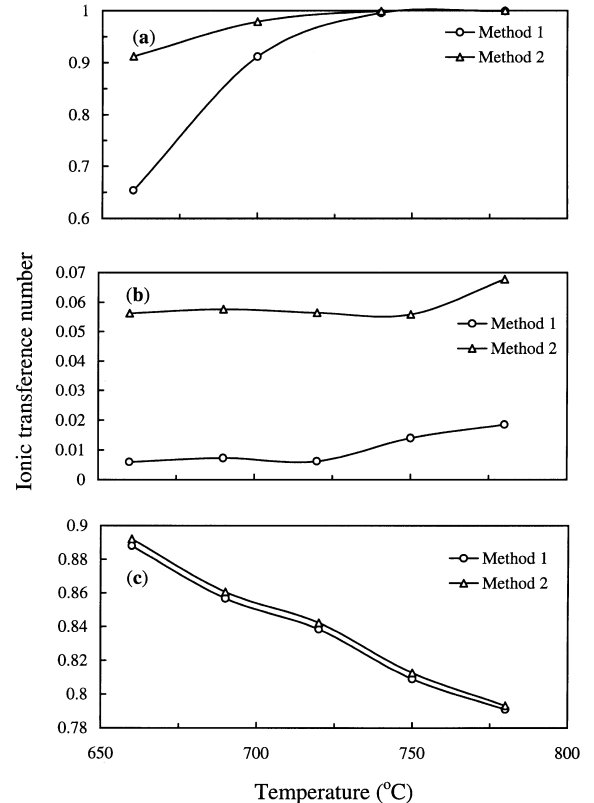 1
(a)
Method 1
0.9
Method 2
0.8
0.7
0.6
Ionic transference number
0.07
(b)
0.06
Method 1
0.05
Method 2
0.04
0.03
0.02
0.01
0
0.9
0.88
Method 1
(c)
Method 2
0.86
0.84
0.82
0.8
0.78
650 700 750 800
Temperature (°C)